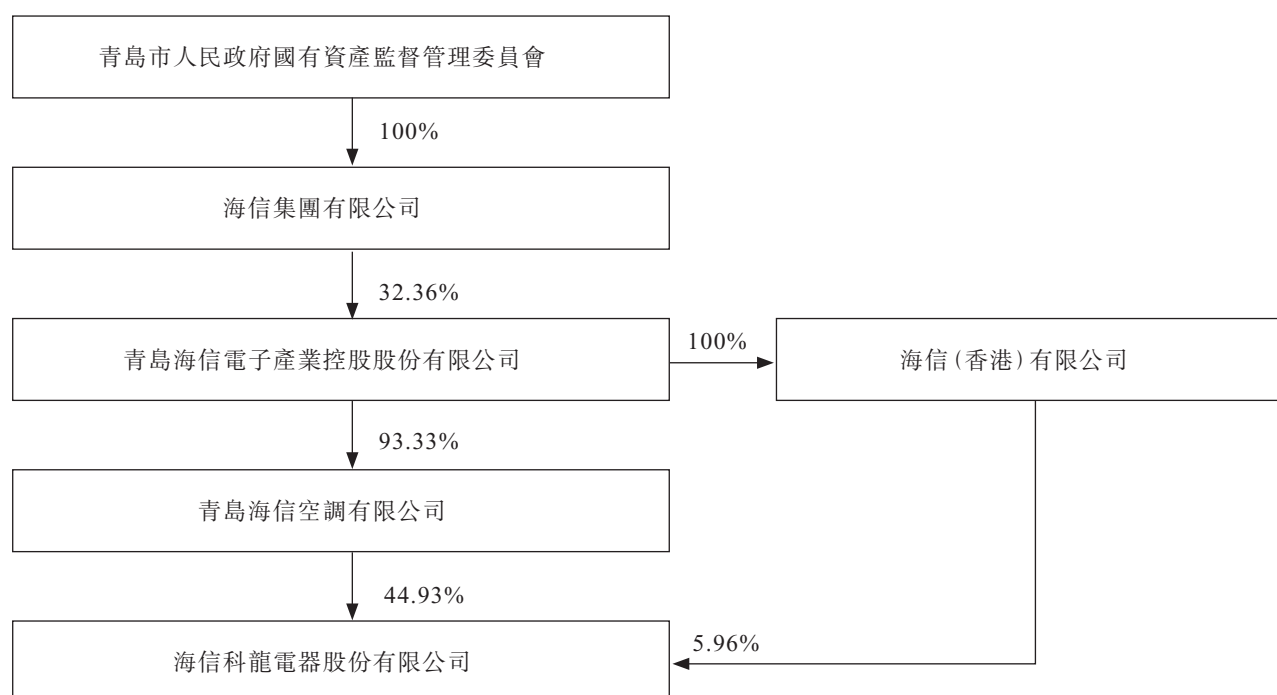 青島市人民政府國有資產監督管理委員會
100%
海信集團有限公司
32.36%
青島海信電子產業控股股份有限公司
100%
海信(香港)有限公司
93.33%
青島海信空調有限公司
44.93%
海信科龍電器股份有限公司
5.96%